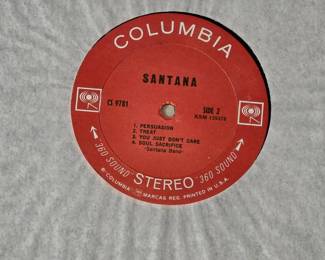 COLUMBIA
SANTANA
CS 9781
SIDE 2
1. PERSUASION
2. TREAT
3. YOU JUST DON'T CARE
4. SOUL SACRIFICE
-Santana Band-
"360 SOUND" STEREO "360 SOUND"
® "COLUMBIA", MARCAS REG. PRINTED IN U.S.A.